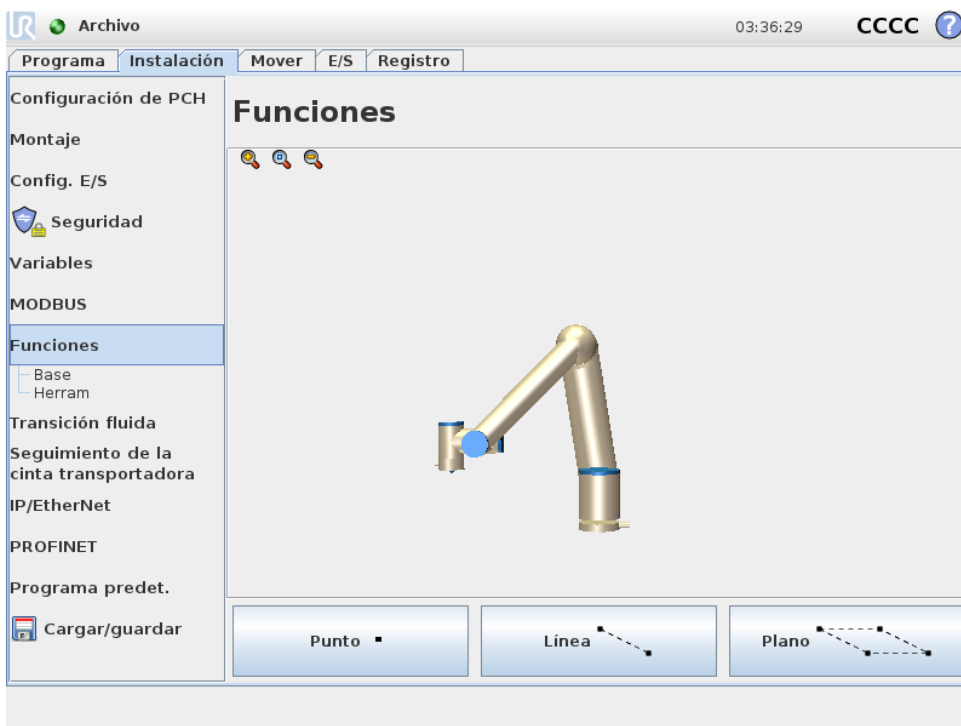 UR Archivo 03:36:29 CCCC ?
Programa Instalación Mover E/S Registro
Configuración de PCH
Montaje
Config. E/S
Seguridad
Variables
MODBUS
Funciones
Base
Herram
Transición fluida
Seguimiento de la
cinta transportadora
IP/EtherNet
PROFINET
Programa predet.
Cargar/guardar
Funciones
Punto
Línea
Plano